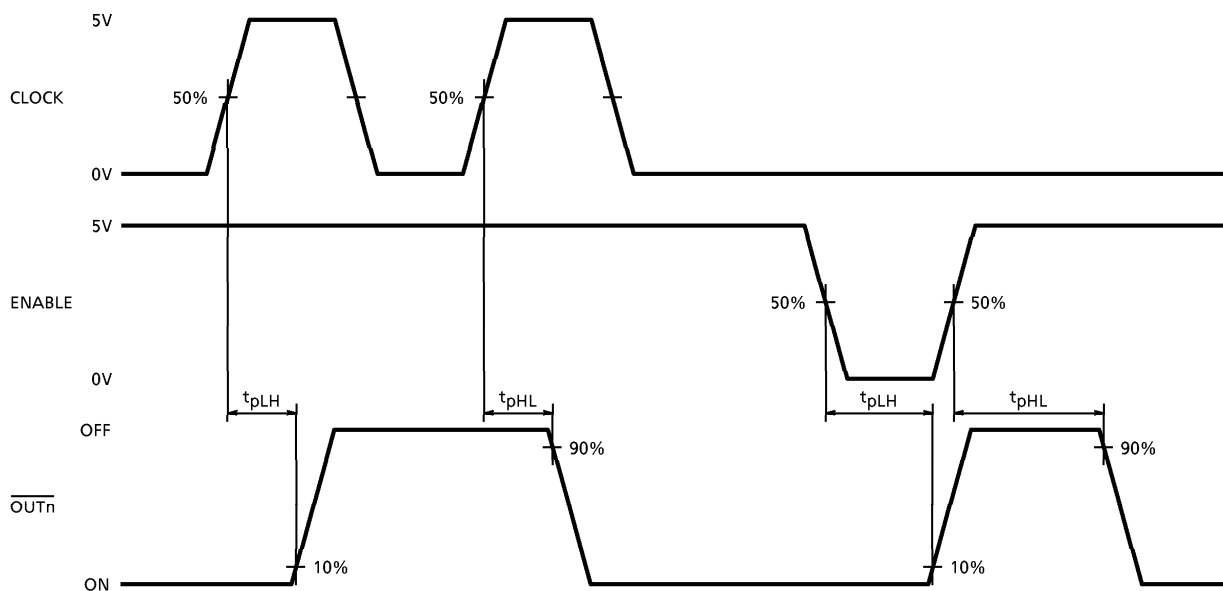 5V
CLOCK
50%
50%
0V
5V
ENABLE
50%
50%
0V
tpLH
tpHL
tpLH
tpHL
OFF
90%
90%
OUTn
10%
10%
ON